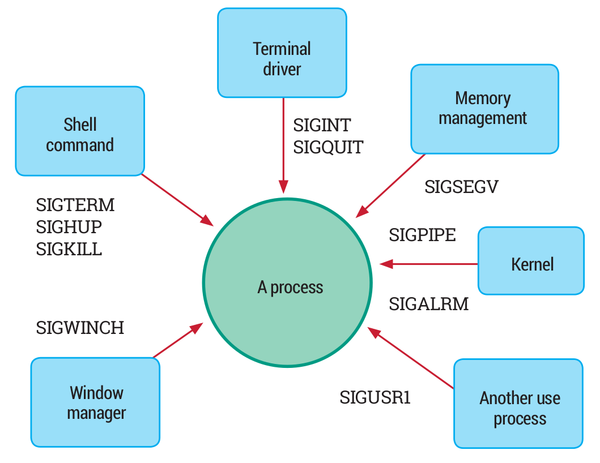 Terminal
driver
Shell
command
Memory
management
SIGINT
SIGQUIT
SIGSEGV
SIGTERM
SIGHUP
SIGKILL
SIGPIPE
Kernel
A process
SIGALRM
SIGWINCH
Window
manager
SIGUSR1
Another use
process